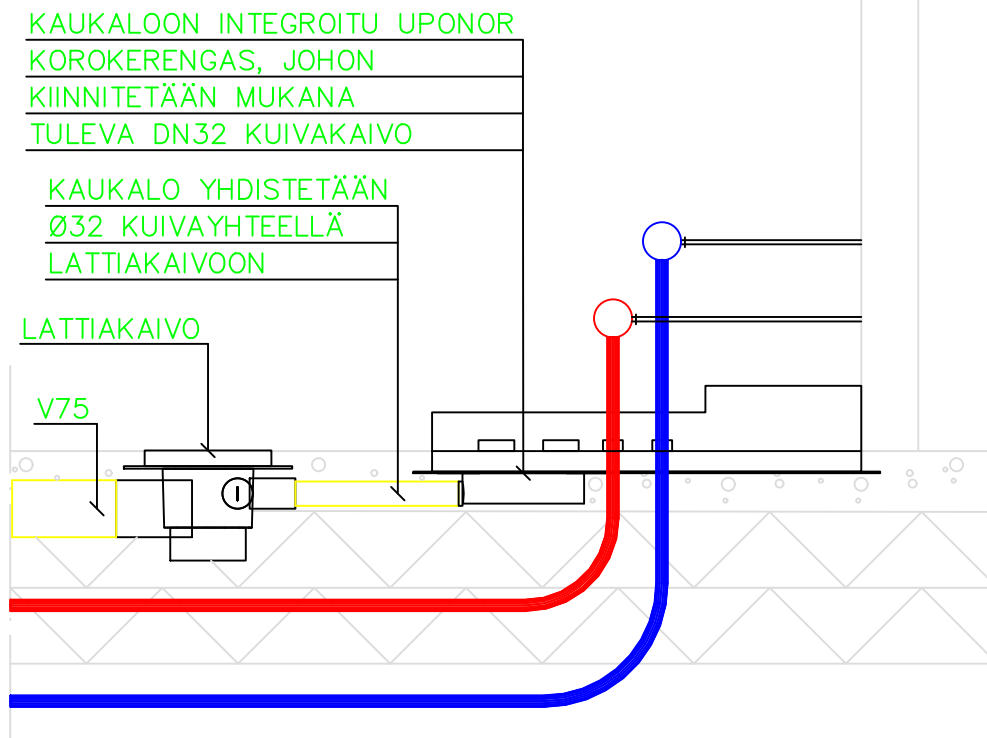 KAUKALOON INTEGROITU UPONOR
KOROKERENGAS, JOHON
KIINNITETÄÄN MUKANA
TULEVA DN32 KUIVAKAIVO
KAUKALO YHDISTETÄÄN
Ø32 KUIVAYHTEELLÄ
LATTIAKAIVOON
LATTIAKAIVO
V75